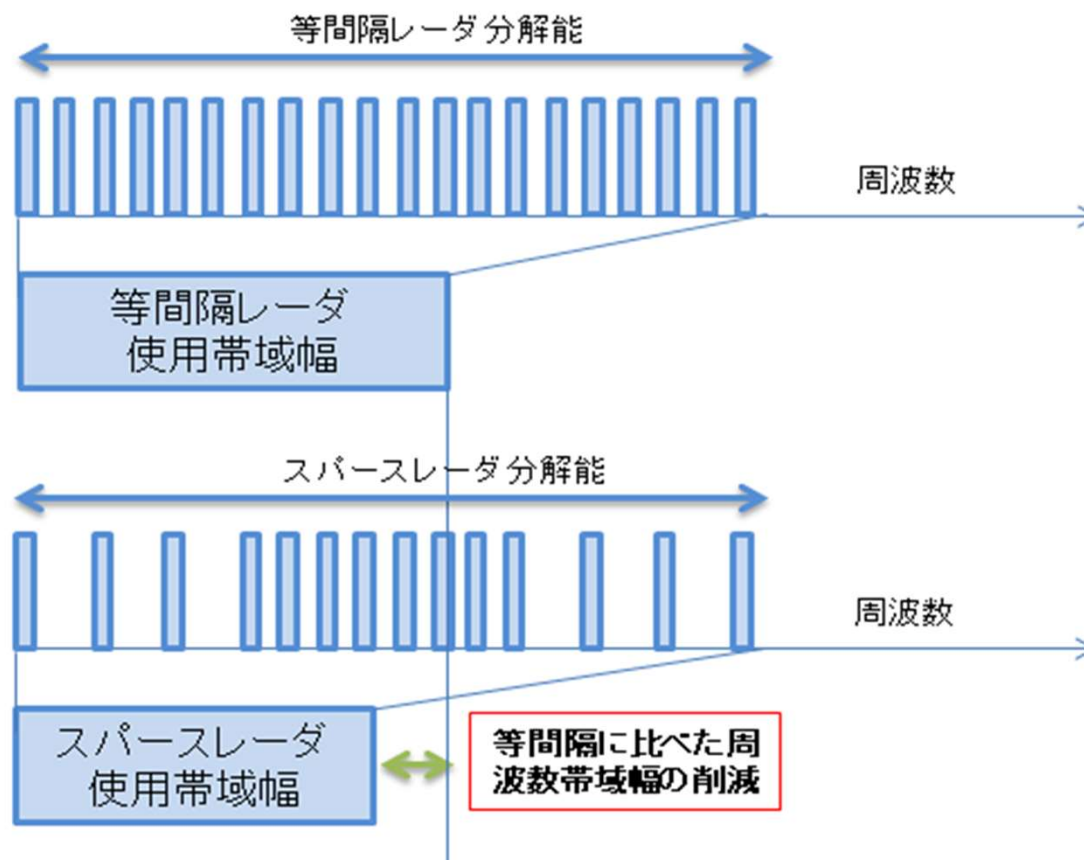 等間隔レーダ分解能
周波数
等間隔レーダ
使用帯域幅
スパースレーダ分解能
周波数
スパースレーダ
使用帯域幅
等間隔に比べた周
波数帯域幅の削減